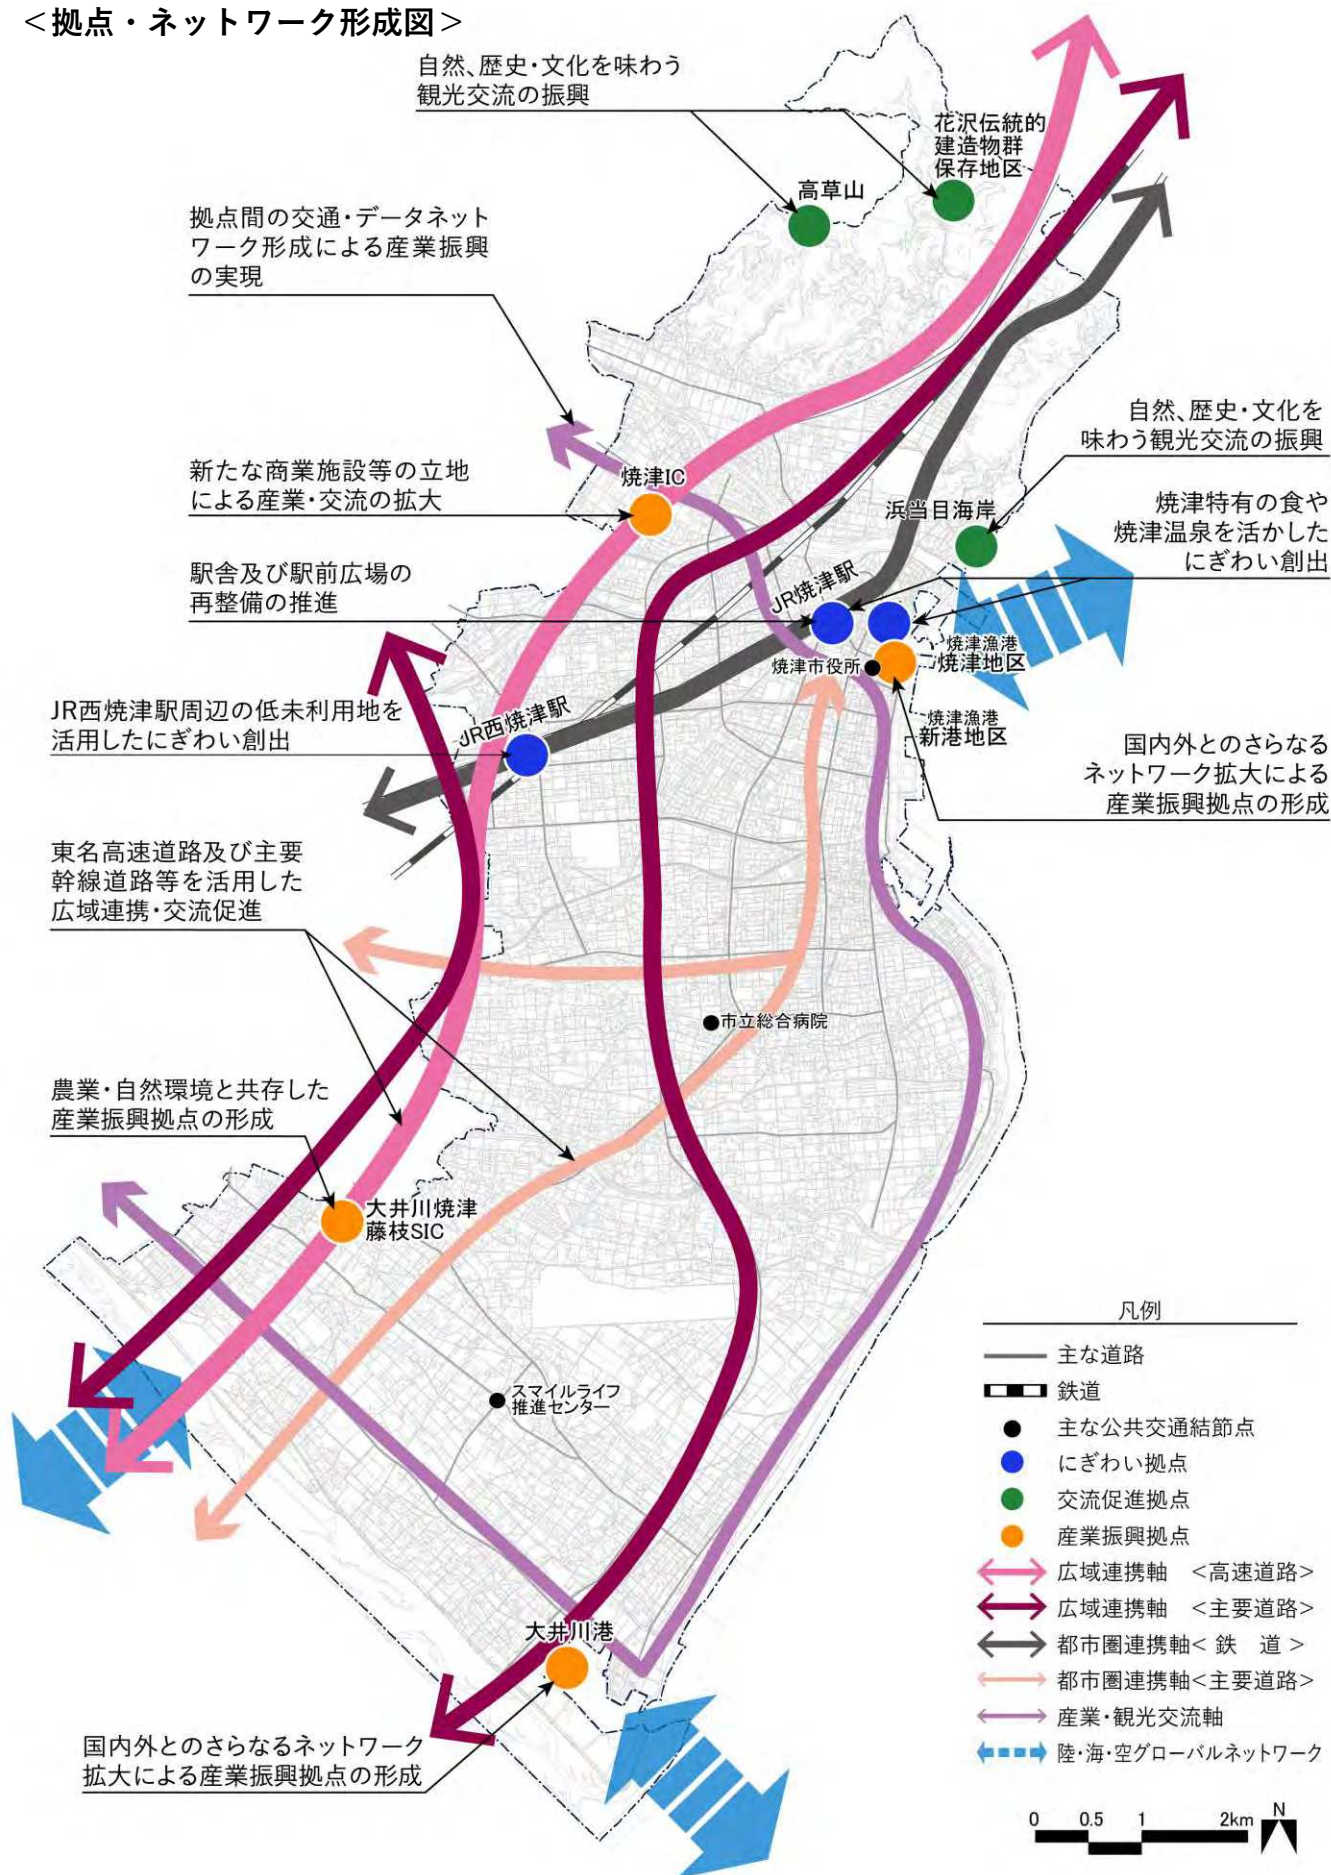 ＜拠点・ネットワーク形成図＞
自然、歴史・文化を味わう
観光交流の振興
花沢伝統的
建造物群
保存地区
高草山
拠点間の交通・データネット
ワーク形成による産業振興
の実現
自然、歴史・文化を
味わう観光交流の振興
新たな商業施設等の立地
による産業・交流の拡大
焼津IC
浜当目海岸
焼津特有の食や
焼津温泉を活かした
にぎわい創出
駅舎及び駅前広場の
再整備の推進
JR焼津駅
焼津漁港
焼津地区
焼津市役所
JR西焼津駅周辺の低未利用地を
活用したにぎわい創出
JR西焼津駅
焼津漁港
新港地区
国内外とのさらなる
ネットワーク拡大による
産業振興拠点の形成
東名高速道路及び主要
幹線道路等を活用した
広域連携・交流促進
市立総合病院
農業・自然環境と共存した
産業振興拠点の形成
大井川焼津
藤枝SIC
スマイルライフ
推進センター
大井川港
国内外とのさらなるネットワーク
拡大による産業振興拠点の形成
凡例
主な道路
鉄道
主な公共交通結節点
にぎわい拠点
交流促進拠点
産業振興拠点
広域連携軸 ＜高速道路＞
広域連携軸 ＜主要道路＞
都市圏連携軸＜ 鉄 道 ＞
都市圏連携軸＜主要道路＞
産業・観光交流軸
陸・海・空グローバルネットワーク
0 0.5 1 2km N